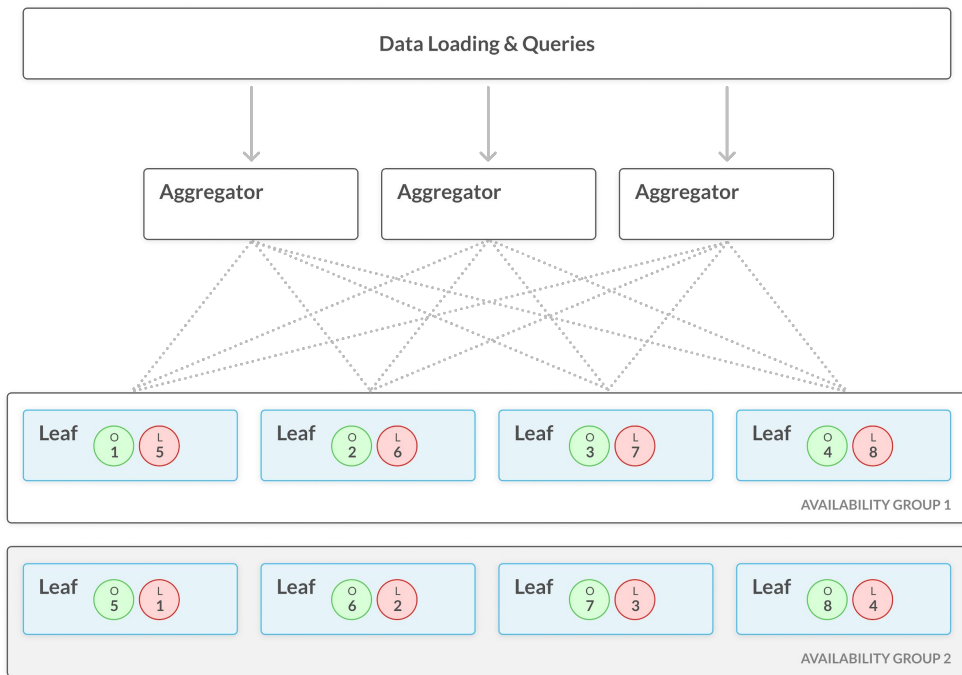 Data Loading & Queries
Aggregator Aggregator Aggregator
Leaf O 1 L 5 Leaf O 2 L 6 Leaf O 3 L 7 Leaf O 4 L 8
AVAILABILITY GROUP 1
Leaf O 5 L 1 Leaf O 6 L 2 Leaf O 7 L 3 Leaf O 8 L 4
AVAILABILITY GROUP 2